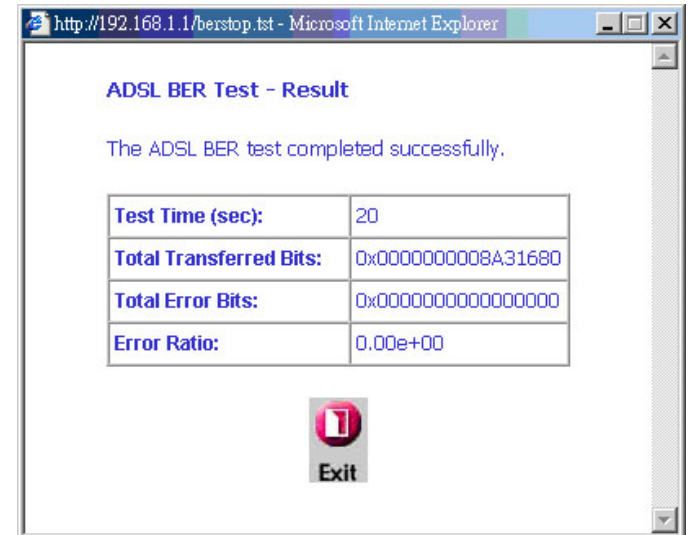 http://192.168.1.1/berstop.tst - Microsoft Internet Explorer
ADSL BER Test - Result
The ADSL BER test completed successfully.
Test Time (sec): 20
Total Transferred Bits: 0x0000000008A31680
Total Error Bits: 0x0000000000000000
Error Ratio: 0.00e+00
Exit